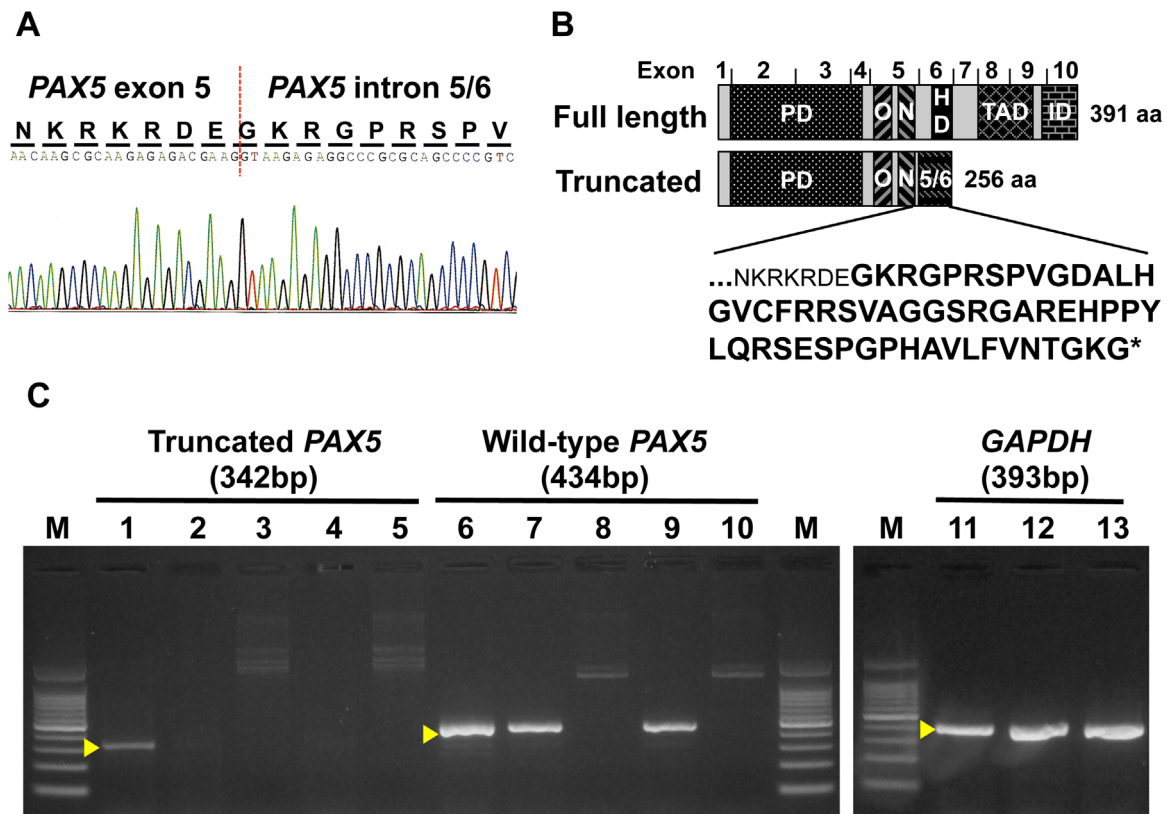 A
PAX5 exon 5 PAX5 intron 5/6
N K R K R D E G K R G P R S P V
AACAAGCGCAAGAGAGACGAAGGTAAGAGAGGCCCGCGCAGCCCCGTC
B
Exon 1 2 3 4 5 6 7 8 9 10
Full length PD O N HD TAD ID 391 aa
Truncated PD O N 5/6 256 aa
...NKRKRDEGKRGPRSPVGDALH
GVCFRRSVAGGSRGAREHPPY
LQRSESPGPHAVLFVNTGKG*
C
Truncated PAX5 Wild-type PAX5 GAPDH
(342bp) (434bp) (393bp)
M 1 2 3 4 5 6 7 8 9 10 M M 11 12 13